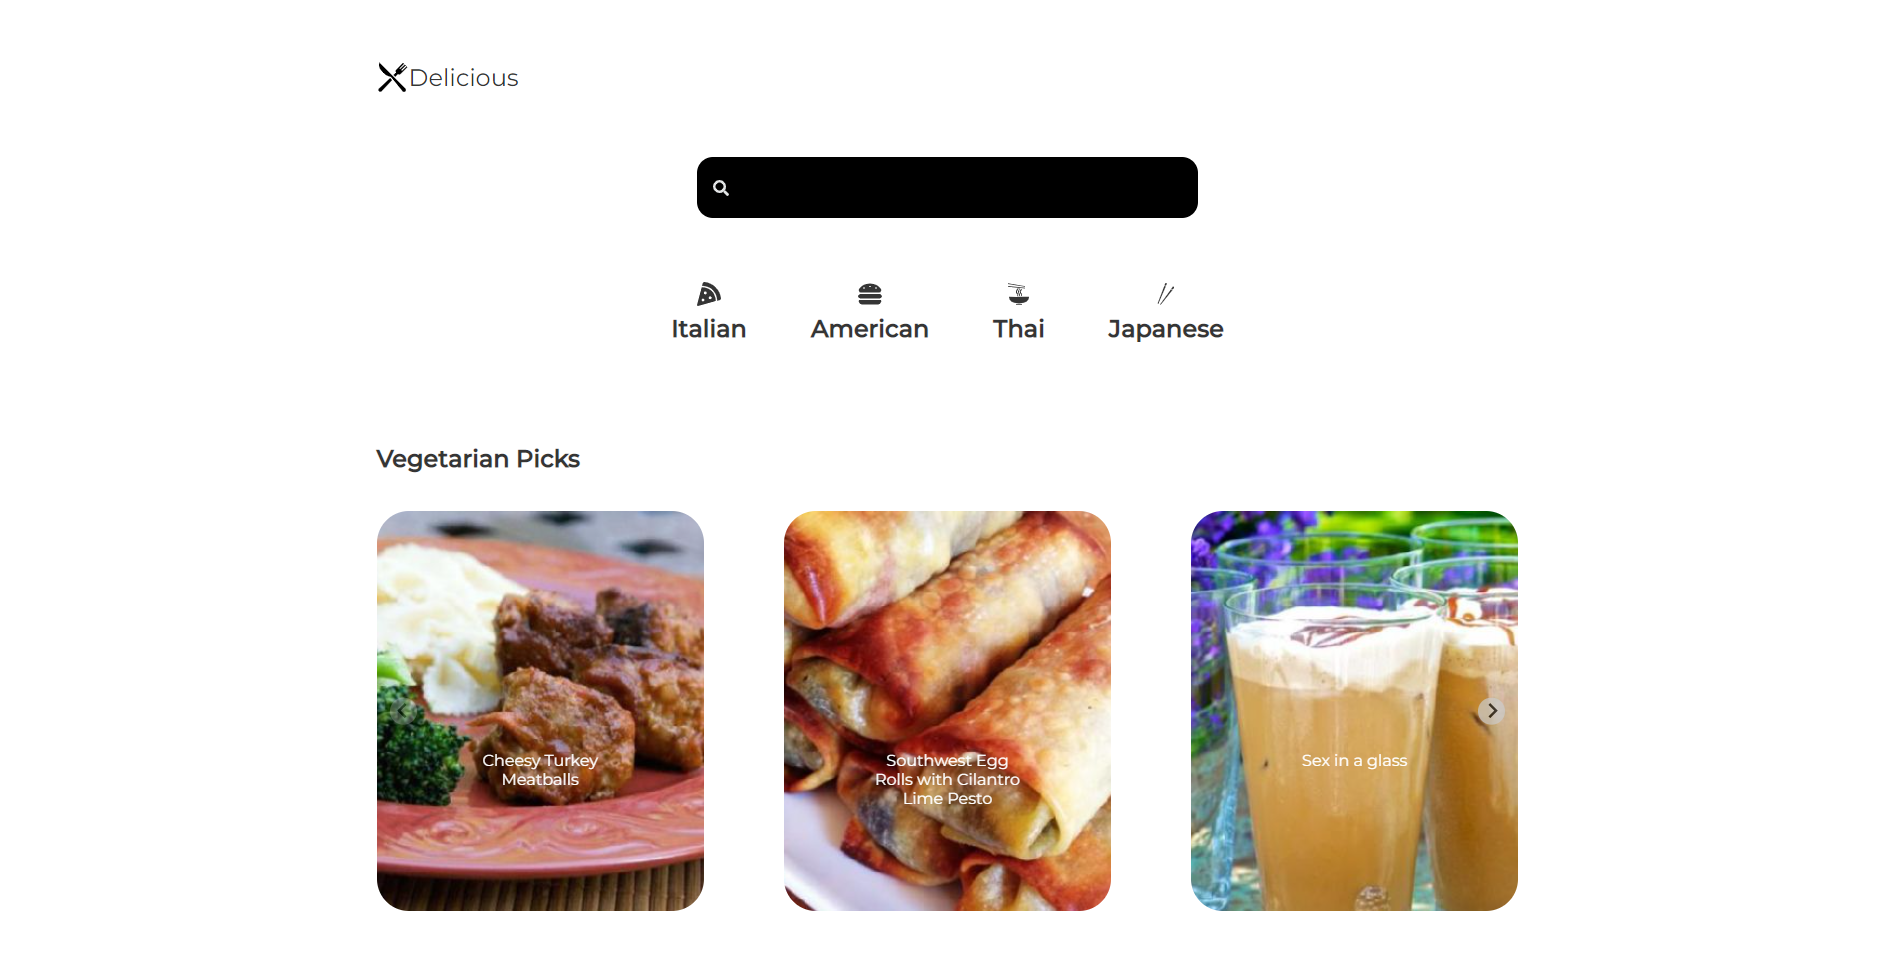 Delicious
Italian
American
Thai
Japanese
Vegetarian Picks
Cheesy Turkey
Meatballs
Southwest Egg
Rolls with Cilantro
Lime Pesto
Sex in a glass